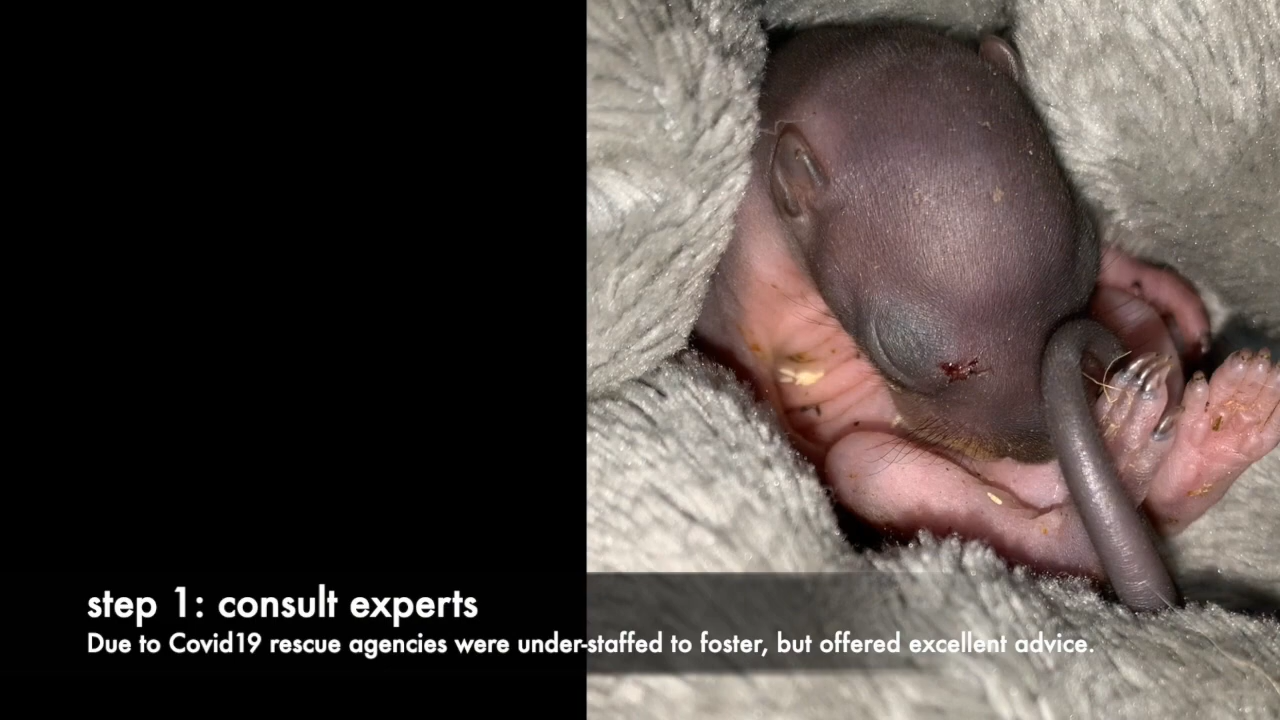 step 1: consult experts
Due to Covid19 rescue agencies were under-staffed to foster, but offered excellent advice.